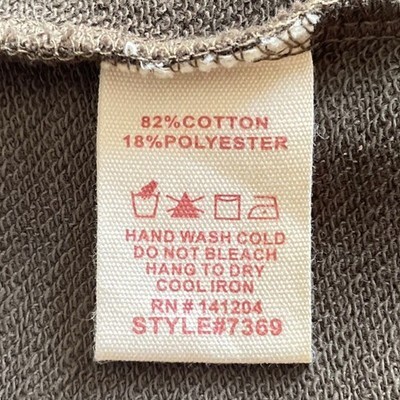 82%COTTON
18%POLYESTER
HAND WASH COLD
DO NOT BLEACH
HANG TO DRY
COOL IRON
RN # 141204
STYLE#7369